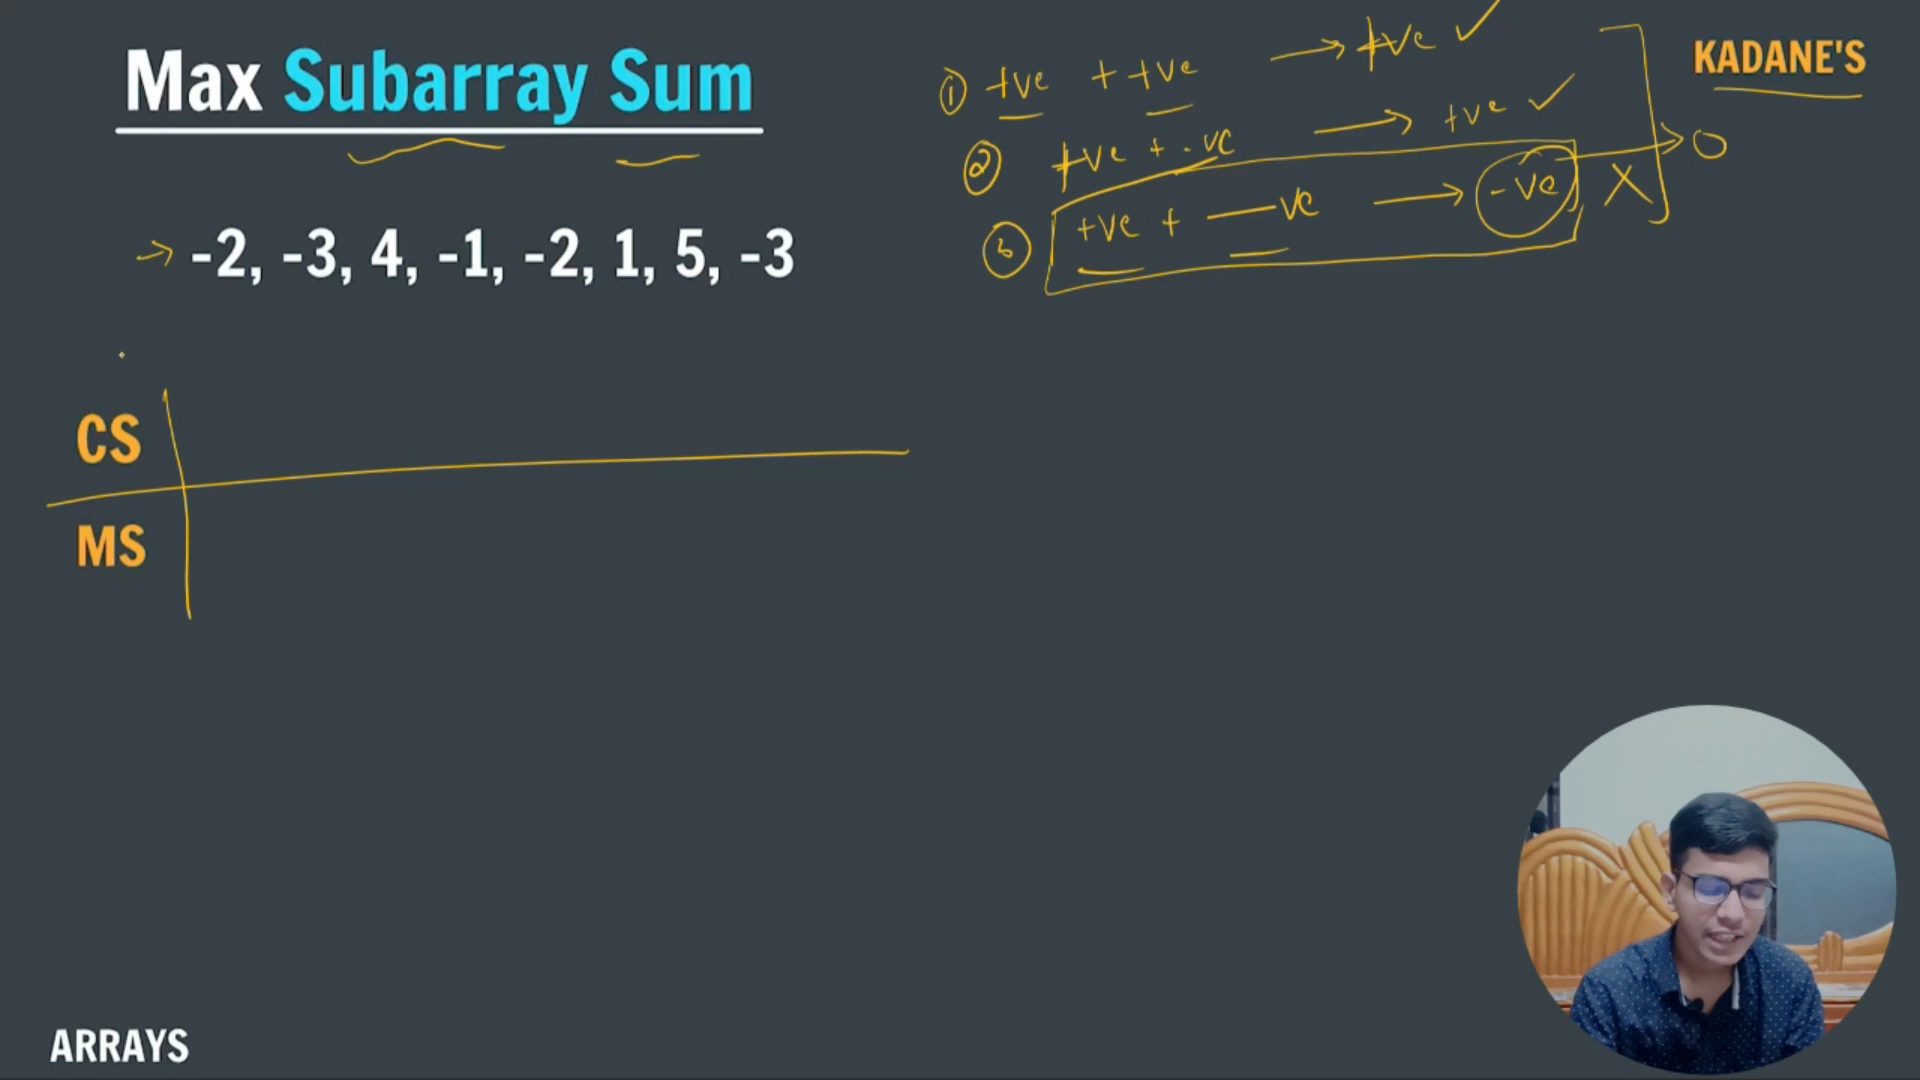 Max Subarray Sum
KADANE'S
① +ve + +ve → +ve ✓
② +ve + -ve → +ve ✓
③ +ve + —ve → -ve X → 0
→ -2, -3, 4, -1, -2, 1, 5, -3
CS
MS
ARRAYS